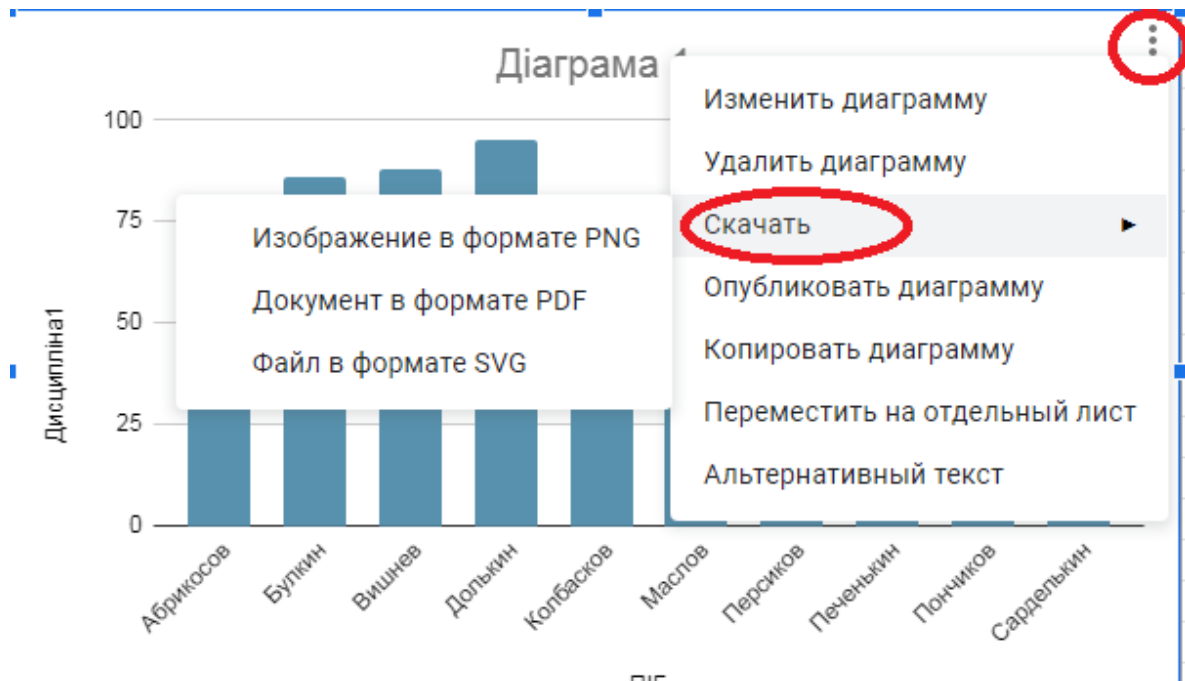 Діаграма
Изменить диаграмму
Удалить диаграмму
Скачать
Опубликовать диаграмму
Копировать диаграмму
Переместить на отдельный лист
Альтернативный текст
Изображение в формате PNG
Документ в формате PDF
Файл в формате SVG
100
75
50
25
0
Дисципліна1
Абрикосов
Булкин
Вишнев
Долькин
Колбасков
Маслов
Персиков
Печенькин
Пончиков
Сарделькин